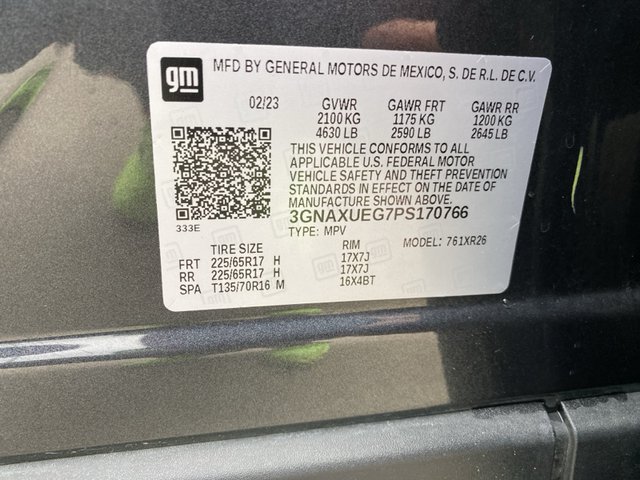 gm MFD BY GENERAL MOTORS DE MEXICO, S. DE R.L. DE C.V.
02/23 GVWR GAWR FRT GAWR RR
2100 KG 1175 KG 1200 KG
4630 LB 2590 LB 2645 LB
THIS VEHICLE CONFORMS TO ALL
APPLICABLE U.S. FEDERAL MOTOR
VEHICLE SAFETY AND THEFT PREVENTION
STANDARDS IN EFFECT ON THE DATE OF
MANUFACTURE SHOWN ABOVE.
3GNAXUEG7PS170766
333E
TYPE: MPV MODEL: 761XR26
TIRE SIZE RIM
FRT 225/65R17 H 17X7J
RR 225/65R17 H 17X7J
SPA T135/70R16 M 16X4BT